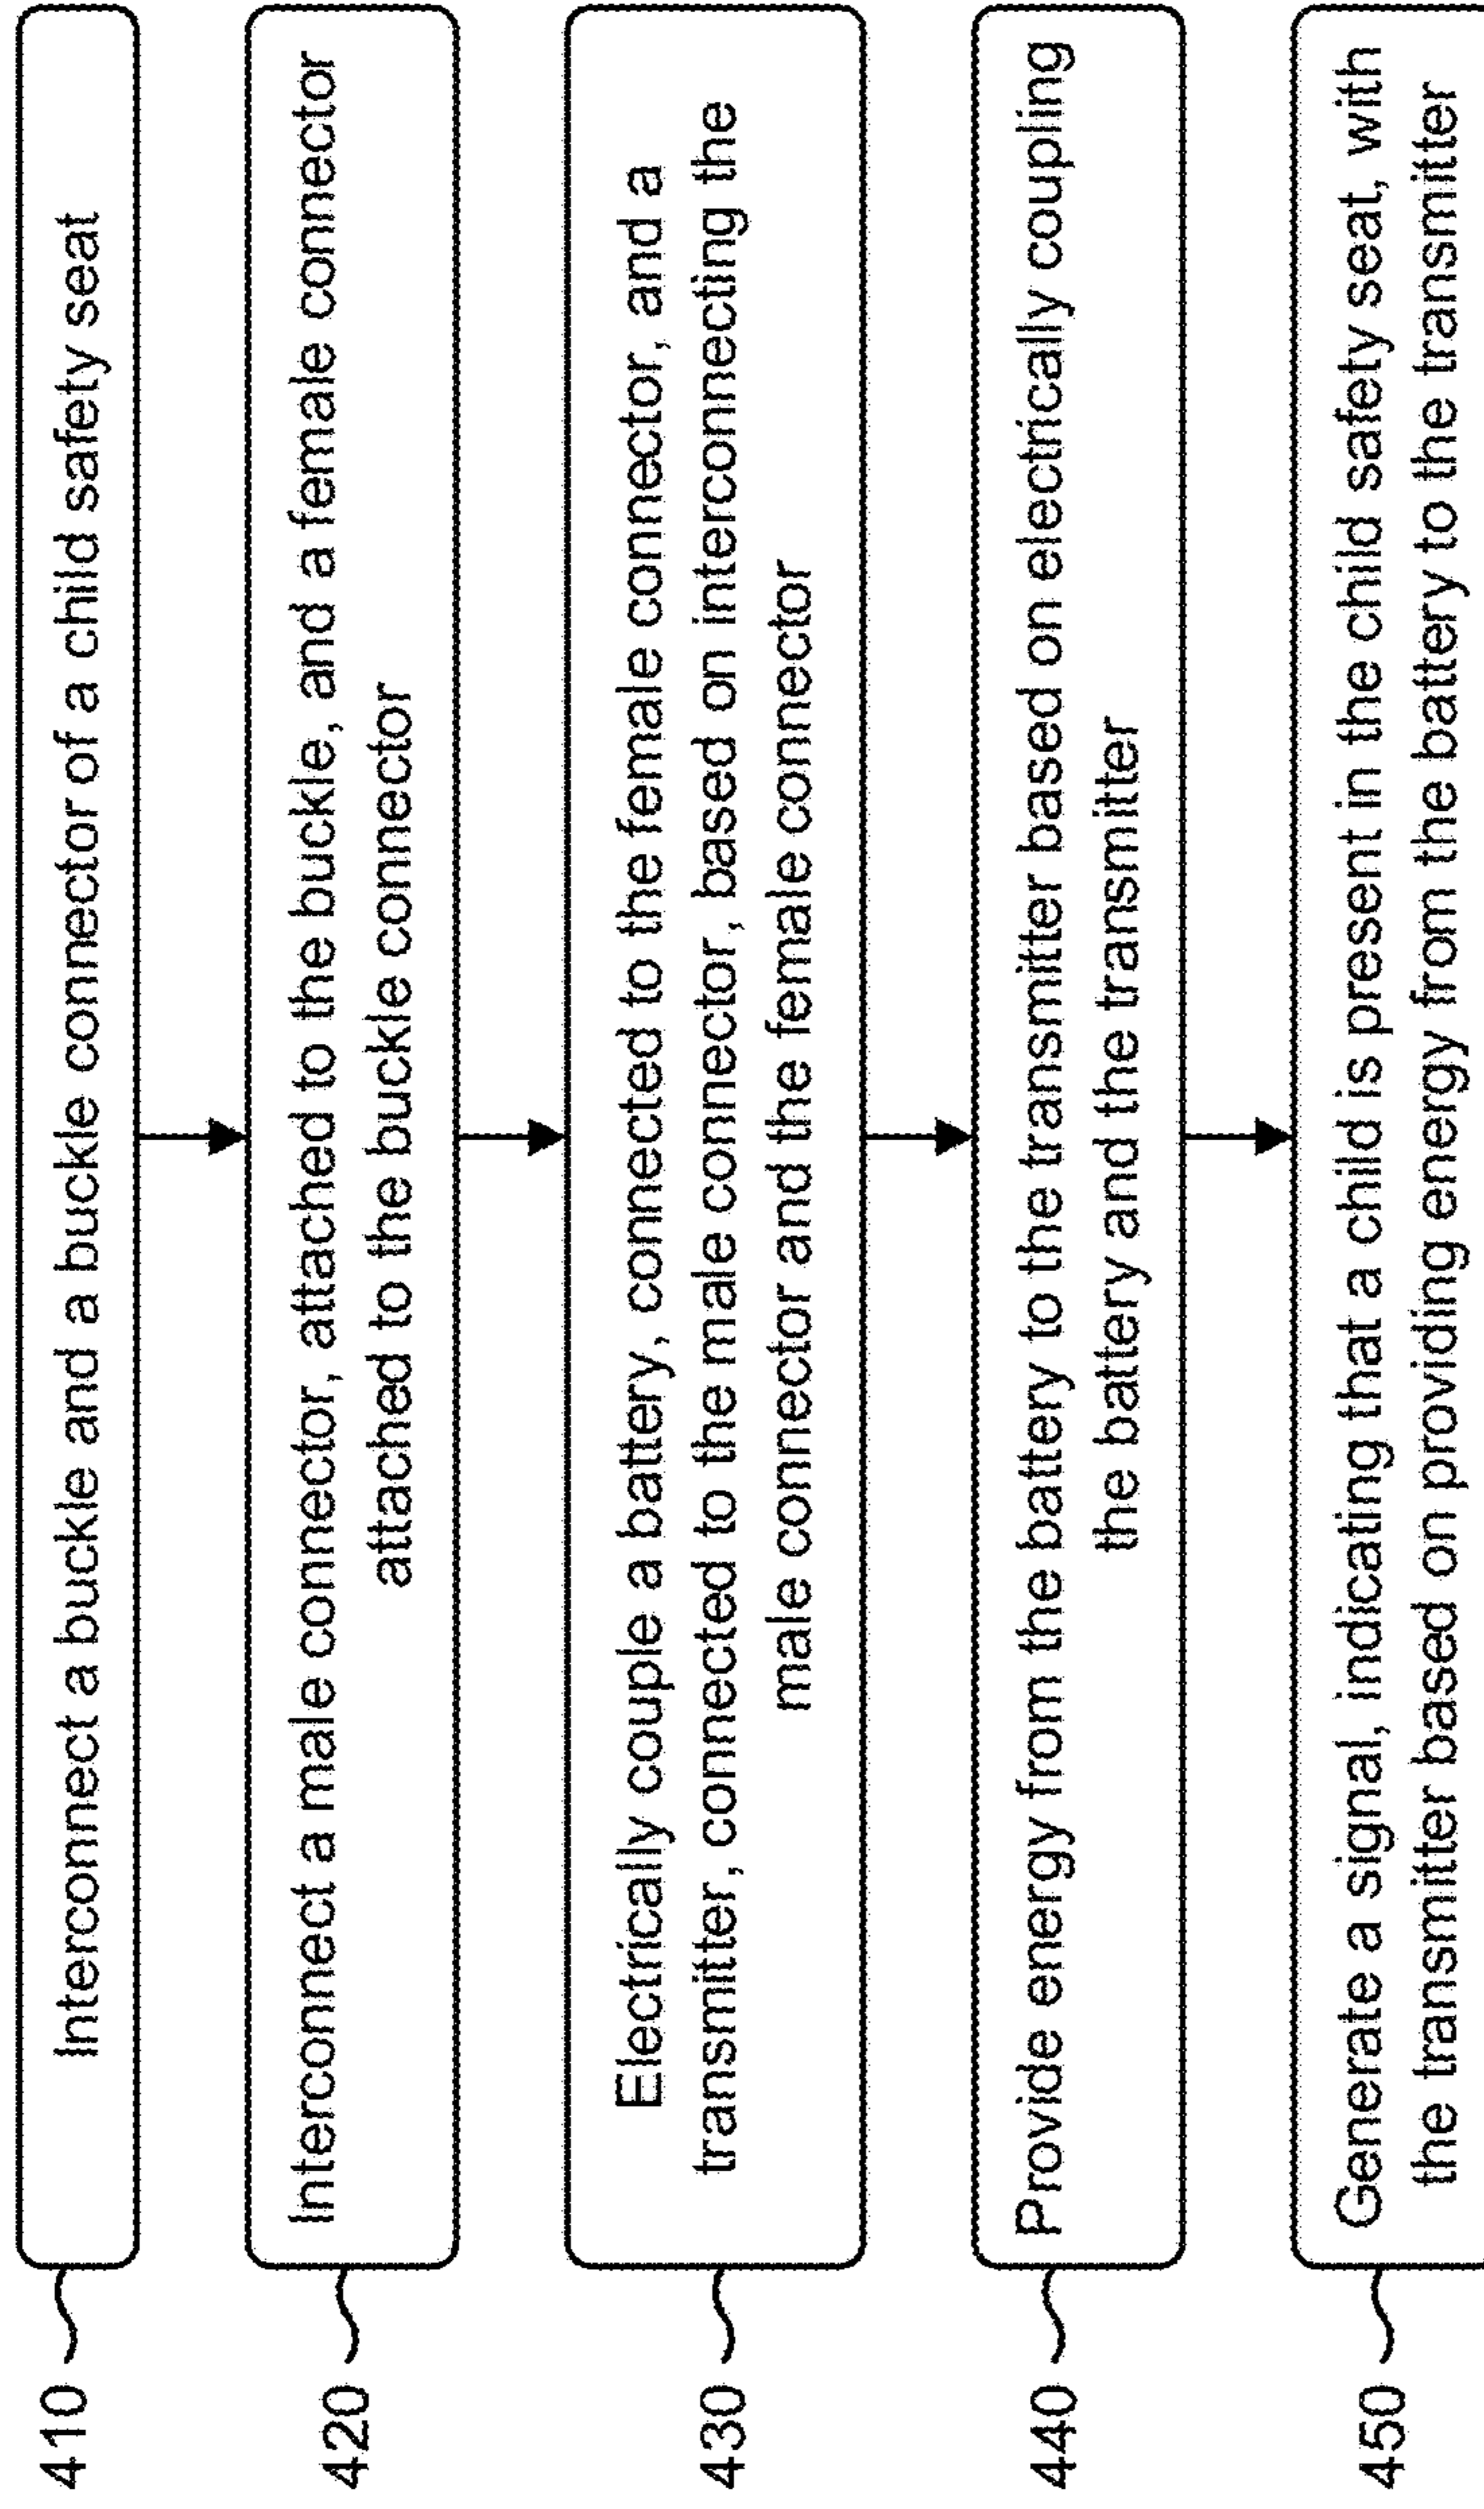 410
Interconnect a buckle and a buckle connector of a child safety seat
420
Interconnect a male connector, attached to the buckle, and a female connector
attached to the buckle connector
430
Electrically couple a battery, connected to the female connector, and a
transmitter, connected to the male connector, based on interconnecting the
male connector and the female connector
440
Provide energy from the battery to the transmitter based on electrically coupling
the battery and the transmitter
450
Generate a signal, indicating that a child is present in the child safety seat, with
the transmitter based on providing energy from the battery to the transmitter